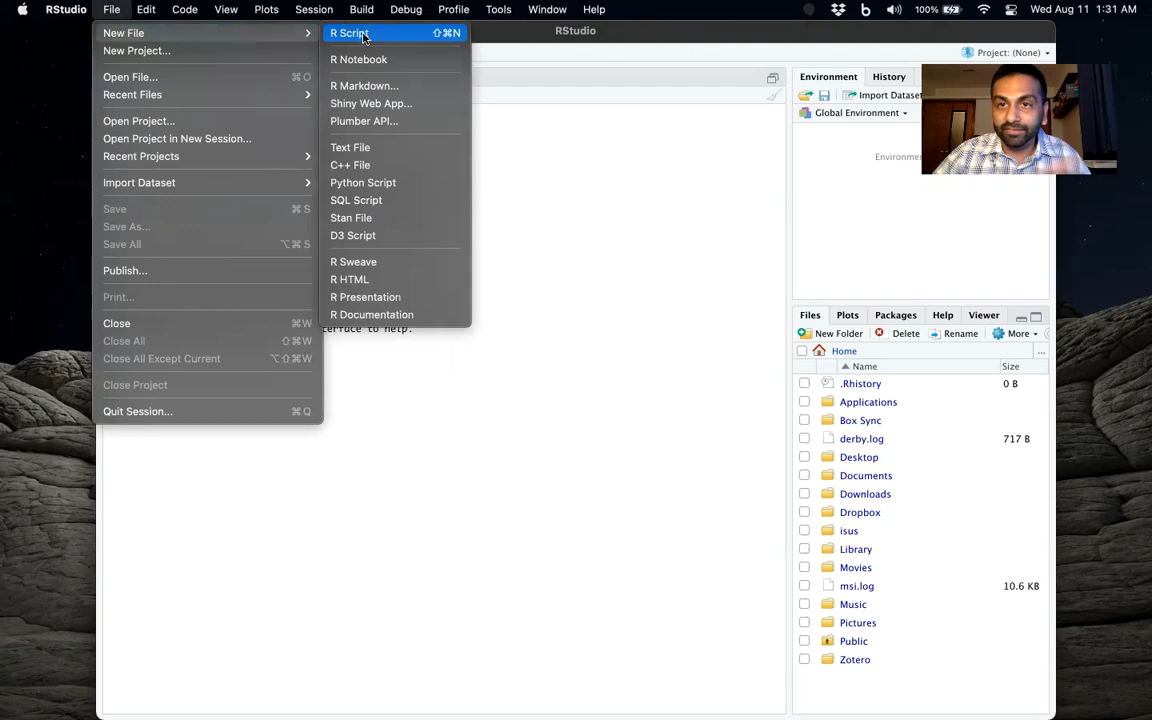 RStudio File Edit Code View Plots Session Build Debug Profile Tools Window Help 100% Wed Aug 11 1:31 AM
RStudio
Project: (None)
New File
New Project...
Open File... ⌘O
Recent Files
Open Project...
Open Project in New Session...
Recent Projects
Import Dataset
Save ⌘S
Save As...
Save All ⌥⌘S
Publish...
Print...
Close ⌘W
Close All ⇧⌘W
Close All Except Current ⌥⇧⌘W
Close Project
Quit Session... ⌘Q
R Script ⇧⌘N
R Notebook
R Markdown...
Shiny Web App...
Plumber API...
Text File
C++ File
Python Script
SQL Script
Stan File
D3 Script
R Sweave
R HTML
R Presentation
R Documentation
terface to help.
Environment History
Import Dataset
Global Environment
Environme
Files Plots Packages Help Viewer
New Folder Delete Rename More
Home ...
Name Size
.Rhistory 0 B
Applications
Box Sync
derby.log 717 B
Desktop
Documents
Downloads
Dropbox
isus
Library
Movies
msi.log 10.6 KB
Music
Pictures
Public
Zotero